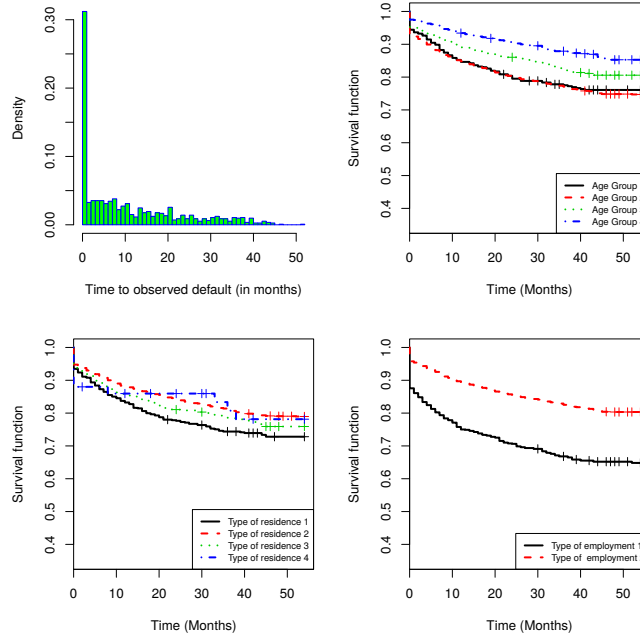 Density
0.00
0.10
0.20
0.30
0 10 20 30 40 50
Time to observed default (in months)
Survival function
0.4 0.5 0.6 0.7 0.8 0.9 1.0
0 10 20 30 40 50
Time (Months)
Age Group
Age Group
Age Group
Age Group
Survival function
0.4 0.5 0.6 0.7 0.8 0.9 1.0
0 10 20 30 40 50
Time (Months)
Type of residence 1
Type of residence 2
Type of residence 3
Type of residence 4
Survival function
0.4 0.5 0.6 0.7 0.8 0.9 1.0
0 10 20 30 40 50
Time (Months)
Type of employment 1
Type of employment